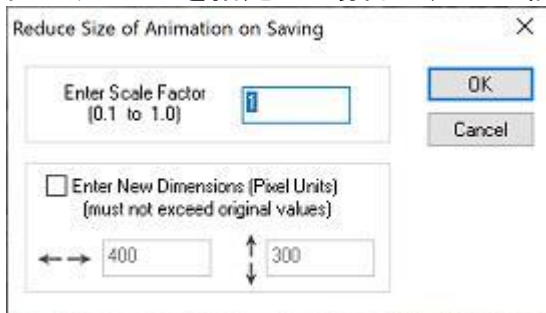 Reduce Size of Animation on Saving
Enter Scale Factor
(0.1 to 1.0)
1
OK
Cancel
Enter New Dimensions (Pixel Units)
(must not exceed original values)
400
300